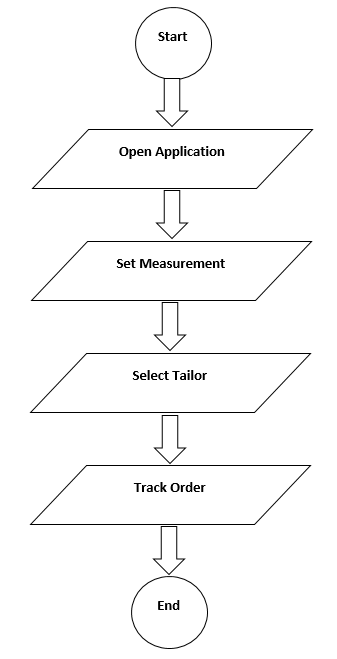 Start
Open Application
Set Measurement
Select Tailor
Track Order
End